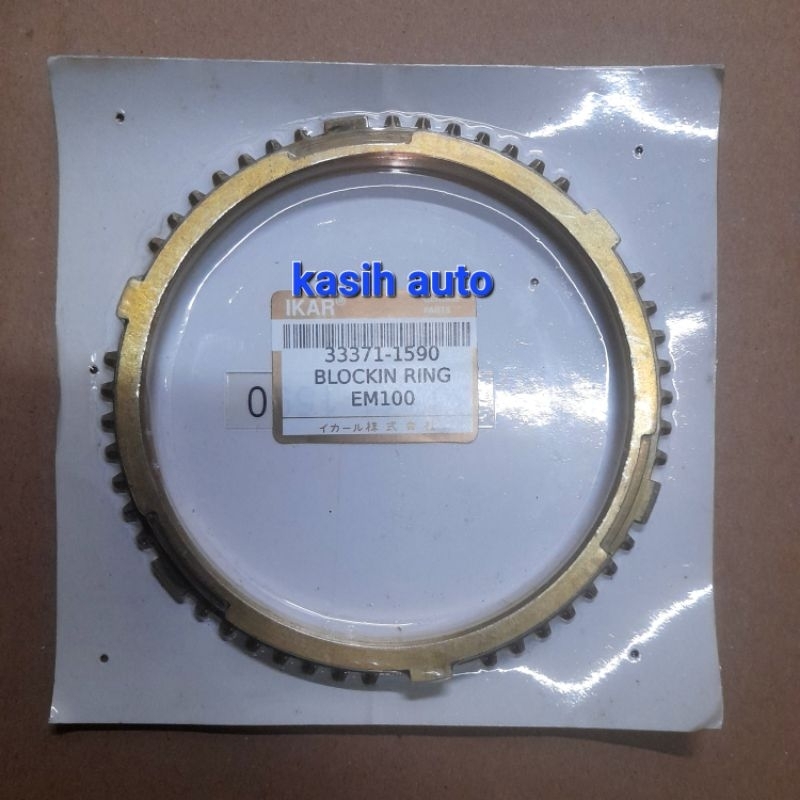 kasih auto
IKAR®
PARTS
33371-1590
BLOCKIN RING
EM100
0
イカール株式会社